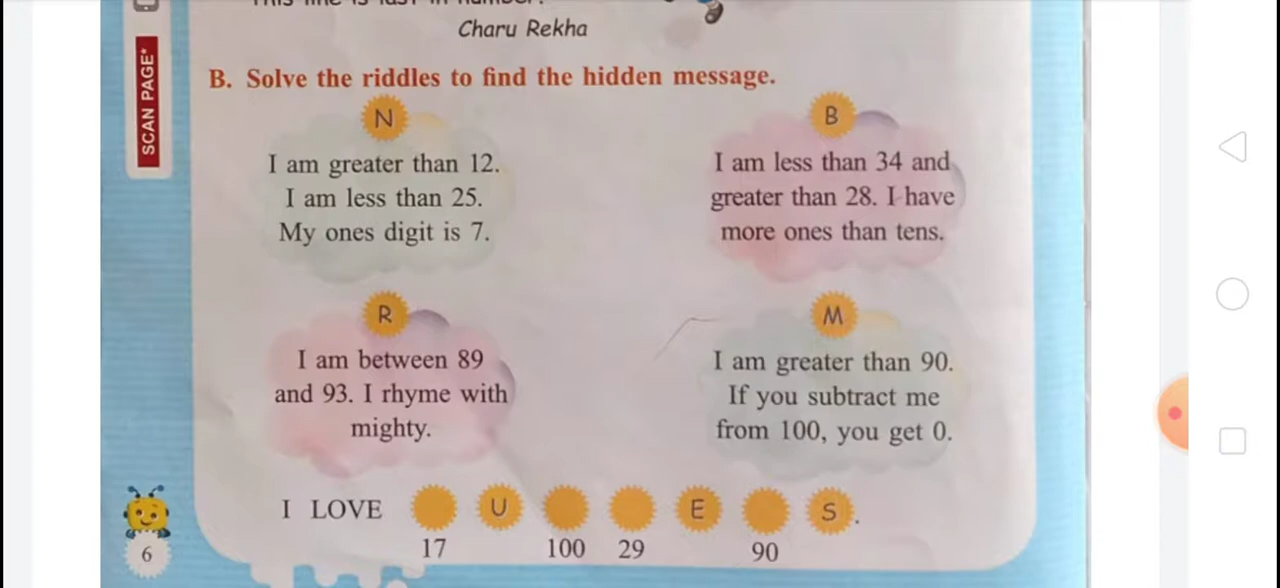 Charu Rekha
SCAN PAGE*
B. Solve the riddles to find the hidden message.
N
I am greater than 12.
I am less than 25.
My ones digit is 7.
B
I am less than 34 and
greater than 28. I have
more ones than tens.
R
I am between 89
and 93. I rhyme with
mighty.
M
I am greater than 90.
If you subtract me
from 100, you get 0.
I LOVE U E S .
17 100 29 90
6